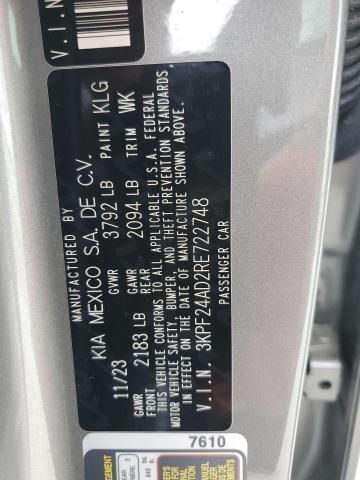 V.I.N
MANUFACTURED BY
KIA MEXICO S.A. DE C.V.
11/23 GVWR 3792 LB PAINT KLG
GAWR FRONT 2183 LB GAWR REAR 2094 LB TRIM WK
THIS VEHICLE CONFORMS TO ALL APPLICABLE U.S.A. FEDERAL
MOTOR VEHICLE SAFETY, BUMPER, AND THEFT PREVENTION STANDARDS
IN EFFECT ON THE DATE OF MANUFACTURE SHOWN ABOVE.
V.I.N. 3KPF24AD2RE722748
PASSENGER CAR
7610